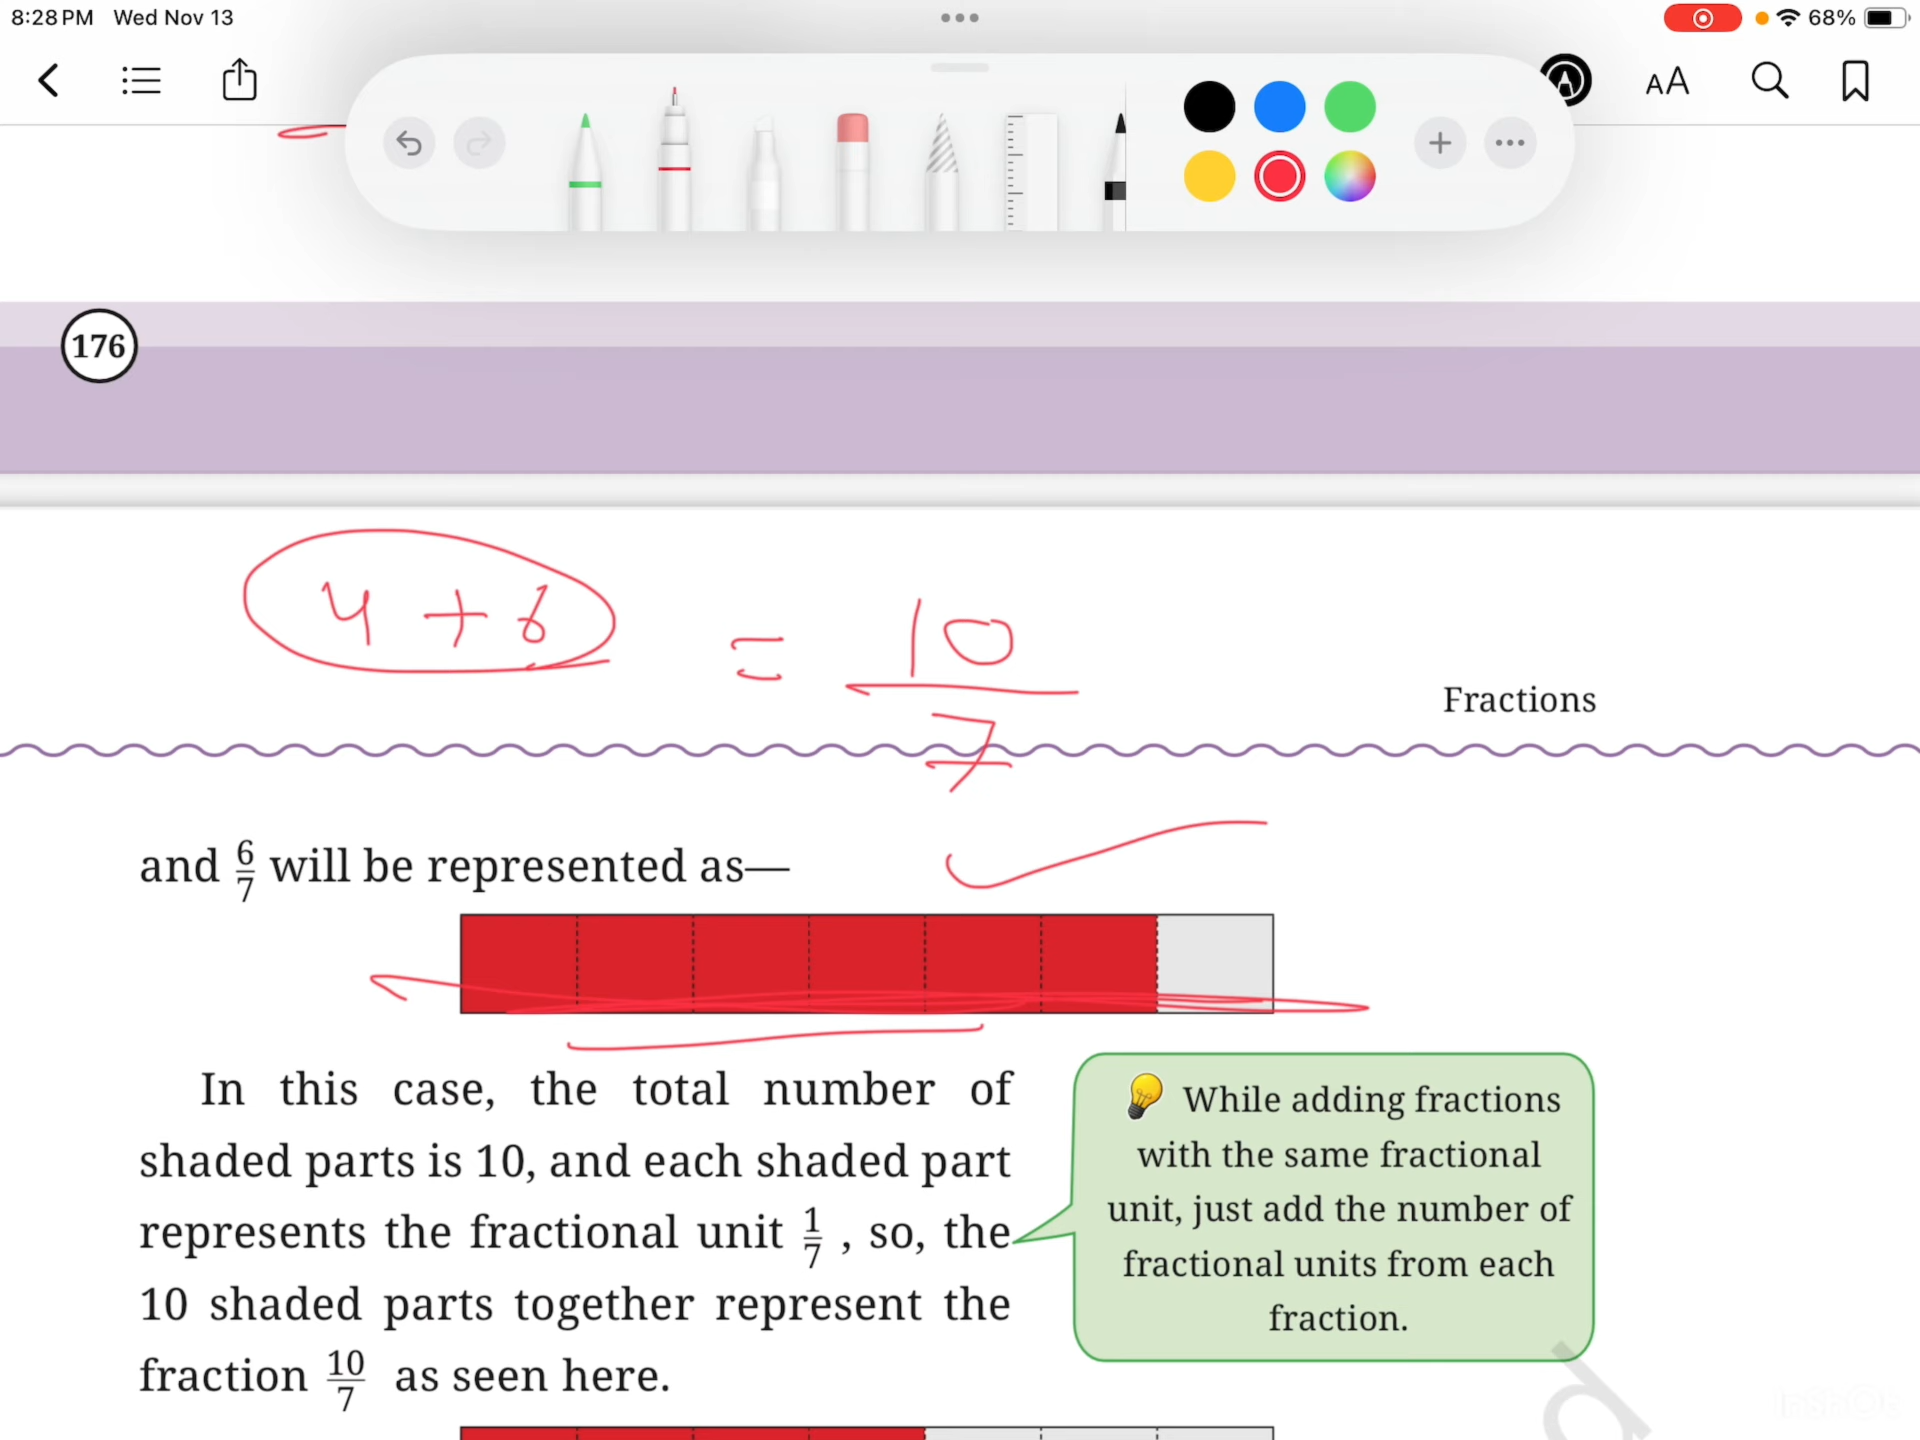 8:28 PM Wed Nov 13
68%
AA
176
4 + 6 = 10/7
Fractions
and 6/7 will be represented as—
In this case, the total number of
shaded parts is 10, and each shaded part
represents the fractional unit 1/7 , so, the
10 shaded parts together represent the
fraction 10/7 as seen here.
While adding fractions
with the same fractional
unit, just add the number of
fractional units from each
fraction.
d